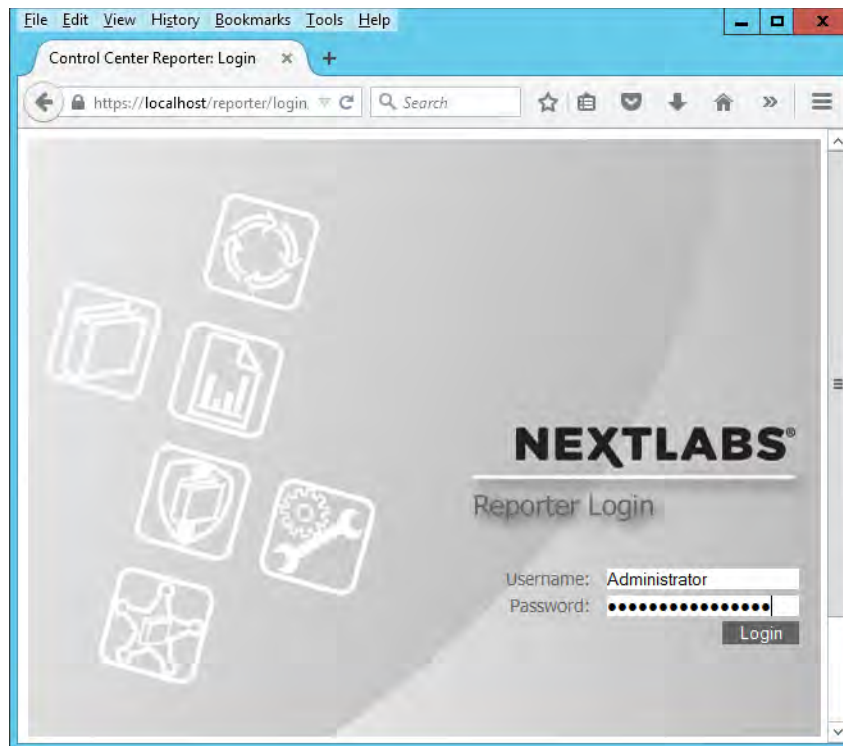 File Edit View History Bookmarks Tools Help
Control Center Reporter: Login × +
https://localhost/reporter/login. Search
NEXTLABS®
Reporter Login
Username: Administrator
Password: ●●●●●●●●●●●●●●●●
Login